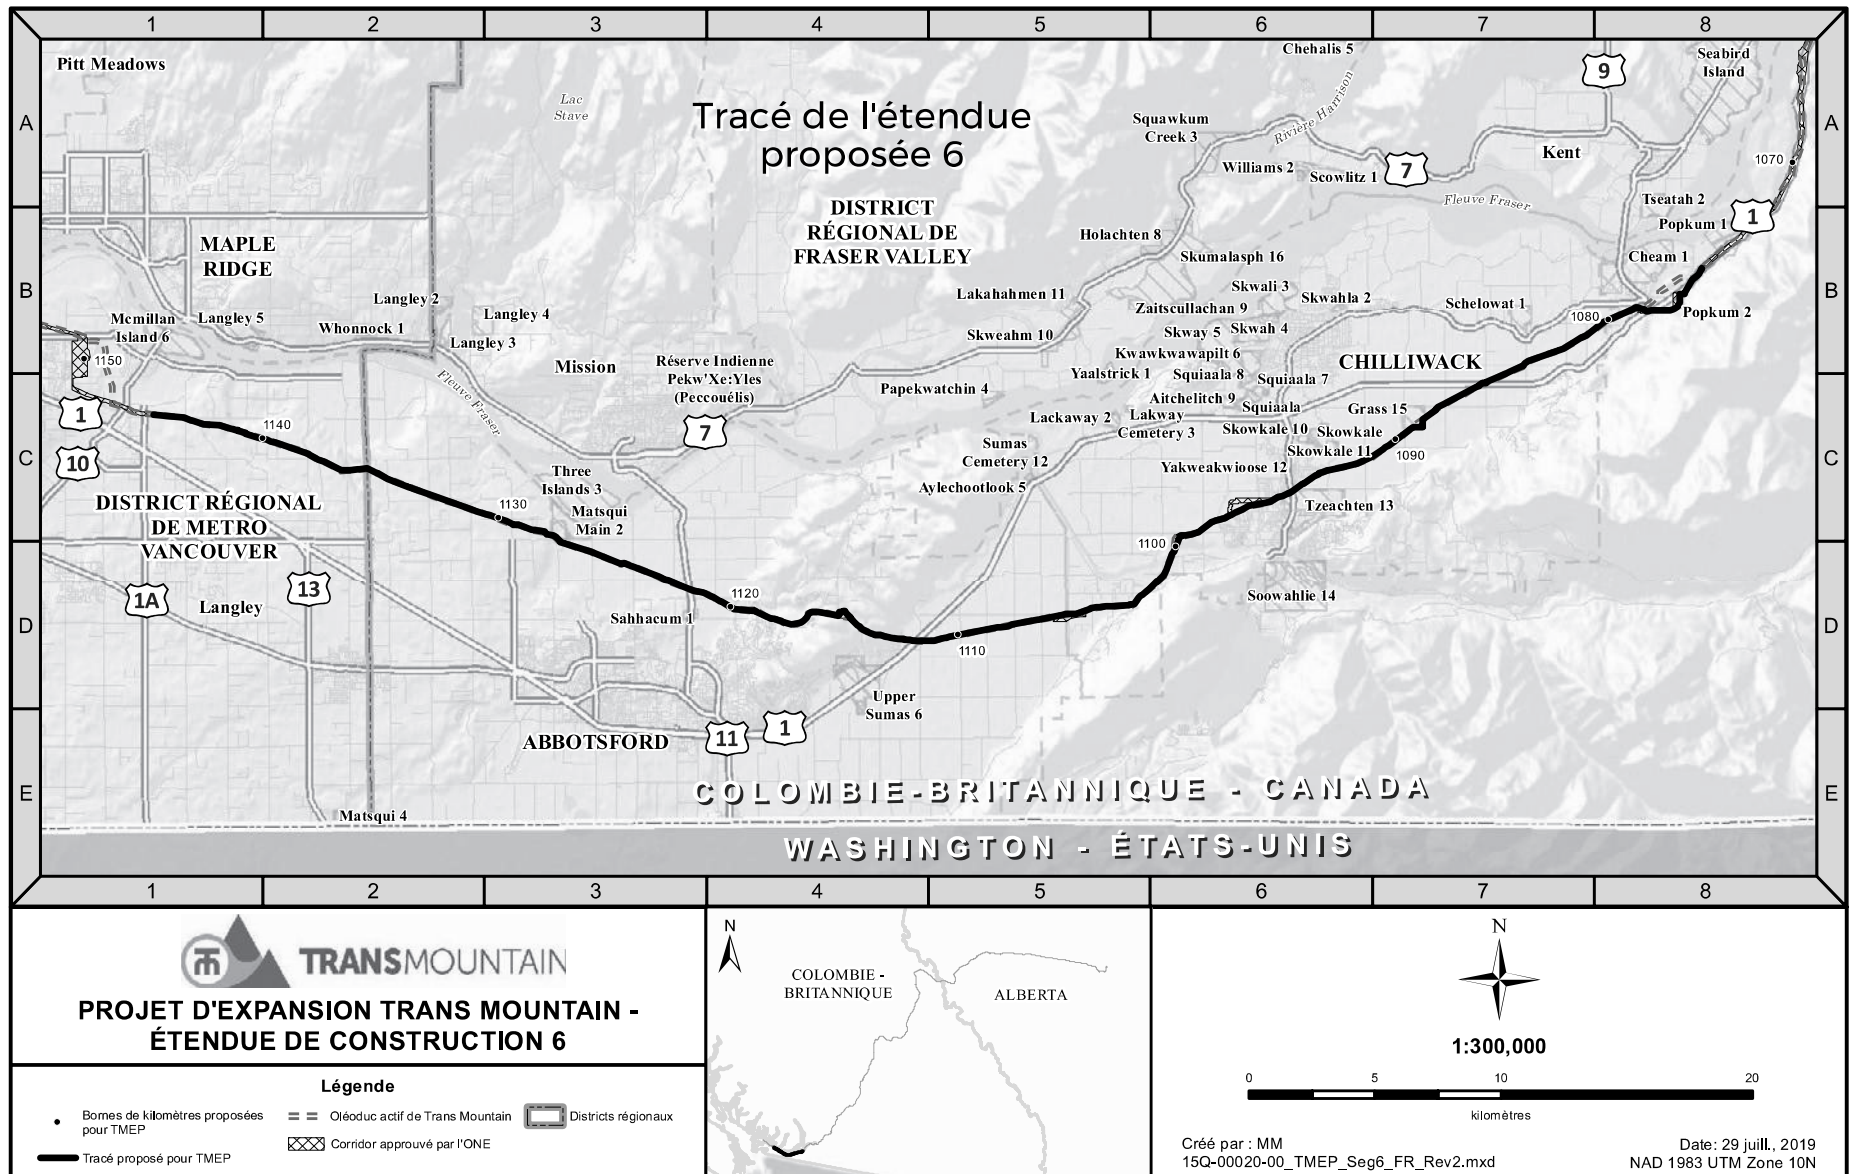 1 2 3 4 5 6 7 8
A
B
C
D
E
A
B
C
D
E
Tracé de l'étendue
proposée 6
Pitt Meadows
Lac
Stave
Chehalis 5
Rivière Harrison
9
Seabird
Island
Squawkum
Creek 3
Williams 2
Scowlitz 1
7
Kent
1070
Fleuve Fraser
Tseatah 2
Popkum 1
1
MAPLE
RIDGE
DISTRICT
RÉGIONAL DE
FRASER VALLEY
Holachten 8
Skumalasph 16
Cheam 1
Lakahahmen 11
Skwali 3
Skwahla 2
Schelowat 1
Zaitscullachan 9
1080
Popkum 2
Langley 2
Langley 4
Mcmillan
Island 6
Langley 5
Whonnock 1
Langley 3
Skweahm 10
Skway 5
Skwah 4
1150
Mission
Réserve Indienne
Pekw'Xe:Yles
(Peccouélis)
Kwawkwawapilt 6
CHILLIWACK
Yaalstrick 1
Squiaala 8
Squiaala 7
Fleuve Fraser
Papekwatchin 4
Aitchelitch 9
Squiaala
Grass 15
1
1140
7
Lackaway 2
Lakway
Cemetery 3
Skowkale 10
Skowkale
Skowkale 11
1090
10
Sumas
Cemetery 12
Yakweakwioose 12
Three
Islands 3
Aylechootlook 5
DISTRICT RÉGIONAL
DE METRO
VANCOUVER
1130
Matsqui
Main 2
Tzeachten 13
1100
1A
Langley
13
1120
Sahhacum 1
Soowahlie 14
1110
Upper
Sumas 6
ABBOTSFORD
11
1
Matsqui 4
COLOMBIE-BRITANNIQUE - CANADA
WASHINGTON - ÉTATS-UNIS
1 2 3 4 5 6 7 8
TRANSMOUNTAIN
PROJET D'EXPANSION TRANS MOUNTAIN -
ÉTENDUE DE CONSTRUCTION 6
Légende
Bornes de kilomètres proposées
pour TMEP
Tracé proposé pour TMEP
Oléoduc actif de Trans Mountain
Corridor approuvé par l'ONE
Districts régionaux
N
COLOMBIE -
BRITANNIQUE
ALBERTA
N
1:300,000
0 5 10 20
kilomètres
Créé par : MM
15Q-00020-00_TMEP_Seg6_FR_Rev2.mxd
Date: 29 juill., 2019
NAD 1983 UTM Zone 10N